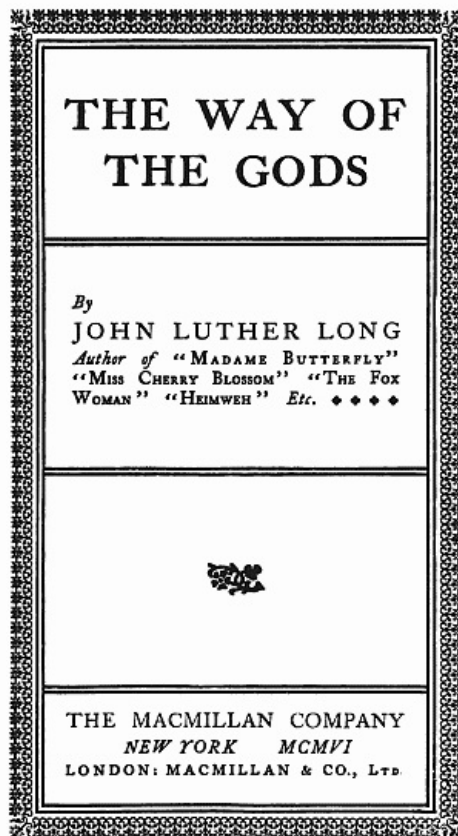 THE WAY OF
THE GODS
By
JOHN LUTHER LONG
Author of "MADAME BUTTERFLY"
"MISS CHERRY BLOSSOM" "THE FOX
WOMAN" "HEIMWEH" Etc.
THE MACMILLAN COMPANY
NEW YORK MCMVI
LONDON: MACMILLAN & CO., LTD.